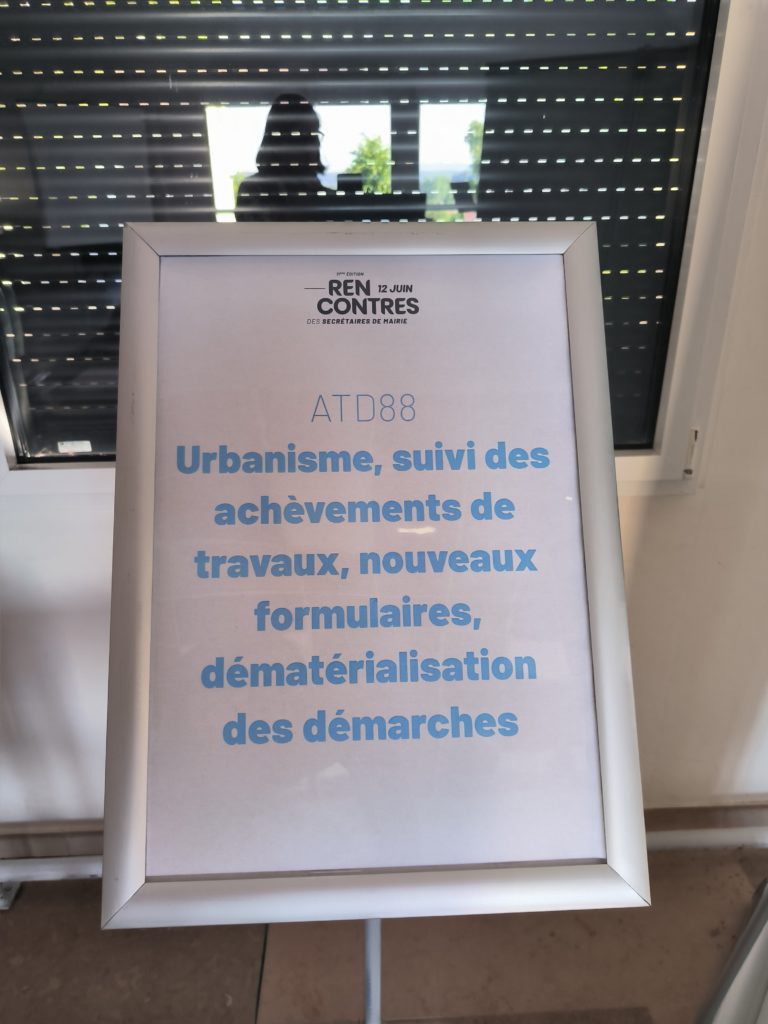 REN 12 JUIN
CONTRES
DES SECRÉTAIRES DE MAIRIE
ATD88
Urbanisme, suivi des
achèvements de
travaux, nouveaux
formulaires,
dématérialisation
des démarches